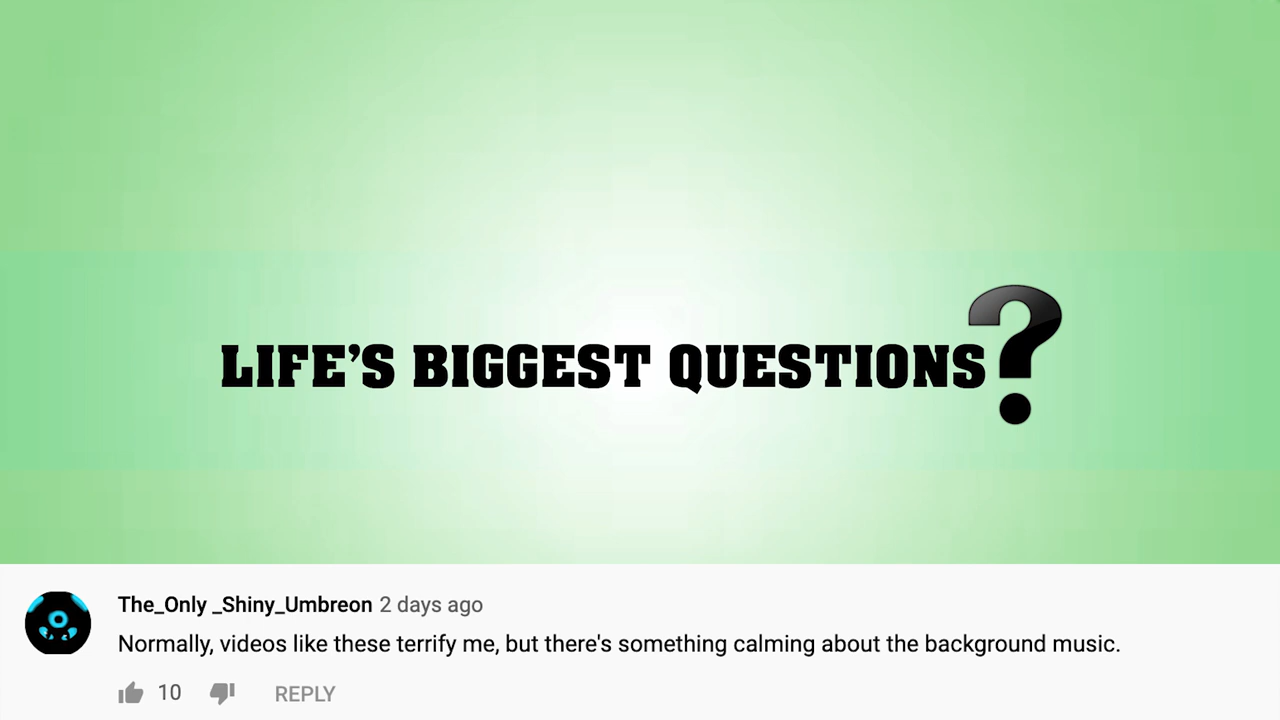 LIFE’S BIGGEST QUESTIONS?
The_Only _Shiny_Umbreon 2 days ago
Normally, videos like these terrify me, but there's something calming about the background music.
10 REPLY